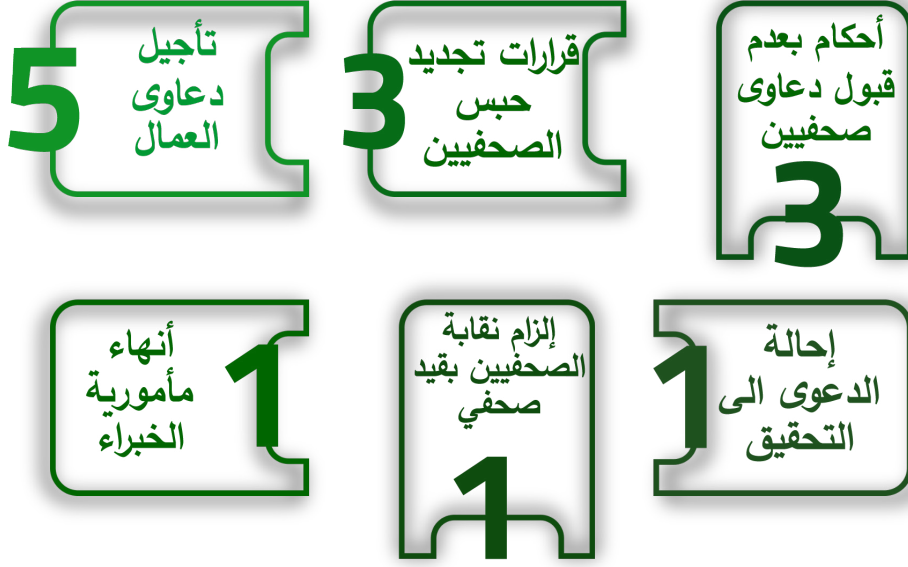 أحكام بعدم
قبول دعاوى
صحفيين
3
قرارات تجديد
حبس
الصحفيين
3
تأجيل
دعاوى
العمال
5
إحالة
الدعوى الى
التحقيق
1
إلزام نقابة
الصحفيين بقيد
صحفي
1
أنهاء
مأمورية
الخبراء
1